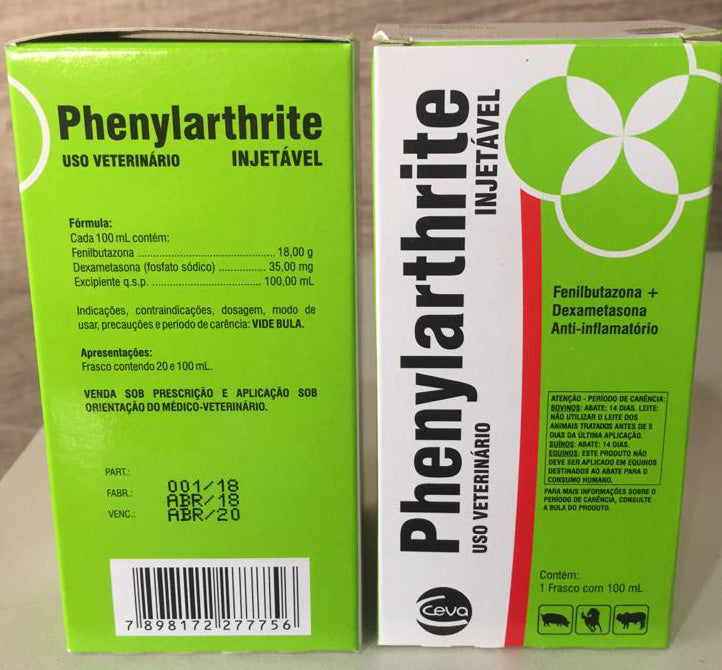 Phenylarthrite
USO VETERINÁRIO INJETÁVEL
Fórmula:
Cada 100 mL contém:
Fenilbutazona ........................................ 18,00 g
Dexametasona (fosfato sódico) .............. 35,00 mg
Excipiente q.s.p. ................................ 100,00 mL
Indicações, contraindicações, dosagem, modo de
usar, precauções e período de carência: VIDE BULA.
Apresentações:
Frasco contendo 20 e 100 mL.
VENDA SOB PRESCRIÇÃO E APLICAÇÃO SOB
ORIENTAÇÃO DO MÉDICO-VETERINÁRIO.
PART.: 001/18
FABR.: ABR/18
VENC.: ABR/20
7 898172 277756
Phenylarthrite
USO VETERINÁRIO INJETÁVEL
Fenilbutazona +
Dexametasona
Anti-inflamatório
ATENÇÃO - PERÍODO DE CARÊNCIA:
BOVINOS: ABATE: 14 DIAS. LEITE:
NÃO UTILIZAR O LEITE DOS
ANIMAIS TRATADOS ANTES DE 5
DIAS DA ÚLTIMA APLICAÇÃO.
SUÍNOS: ABATE: 14 DIAS.
EQUINOS: ESTE PRODUTO NÃO
DEVE SER APLICADO EM EQUINOS
DESTINADOS AO ABATE PARA O
CONSUMO HUMANO.
PARA MAIS INFORMAÇÕES SOBRE O
PERÍODO DE CARÊNCIA, CONSULTE
A BULA DO PRODUTO.
Contém:
1 Frasco com 100 mL
Ceva